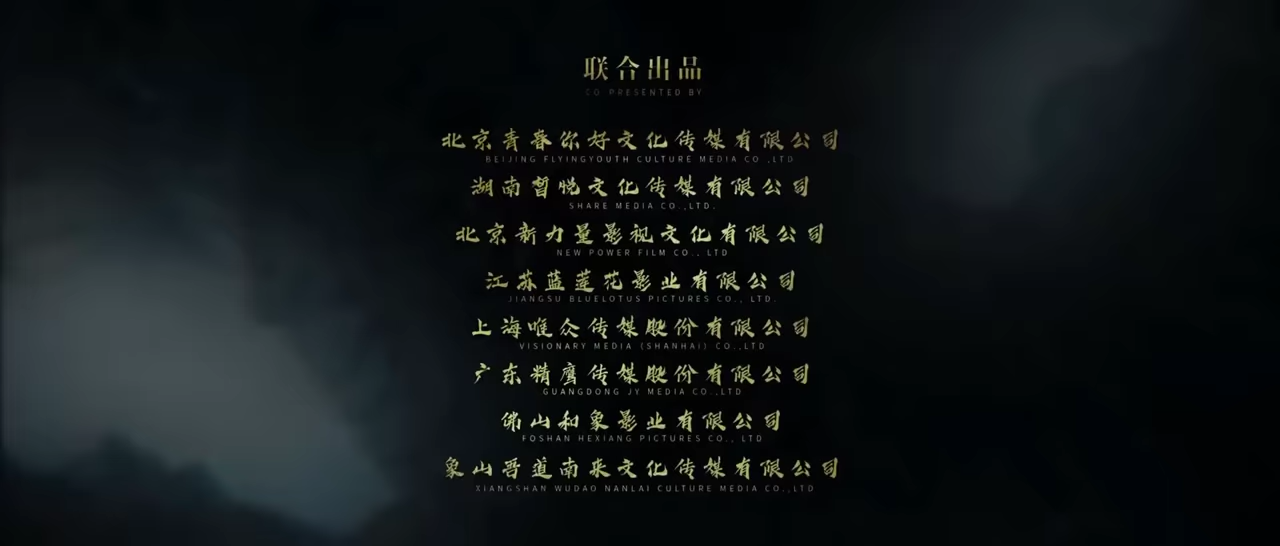 联合出品
CO PRESENTED BY
北京青春你好文化传媒有限公司
BEIJING FLYINGYOUTH CULTURE MEDIA CO.,LTD
湖南暂悦文化传媒有限公司
SHARE MEDIA CO.,LTD.
北京新力量影视文化有限公司
NEW POWER FILM CO., LTD
江苏蓝莲花影业有限公司
JIANGSU BLUELOTUS PICTURES CO., LTD.
上海唯众传媒股份有限公司
VISIONARY MEDIA (SHANHAI) CO.,LTD
广东精鹰传媒股份有限公司
GUANGDONG JY MEDIA CO.,LTD
佛山和象影业有限公司
FOSHAN HEXIANG PICTURES CO., LTD
象山吾道南来文化传媒有限公司
XIANGSHAN WUDAO NANLAI CULTURE MEDIA CO.,LTD